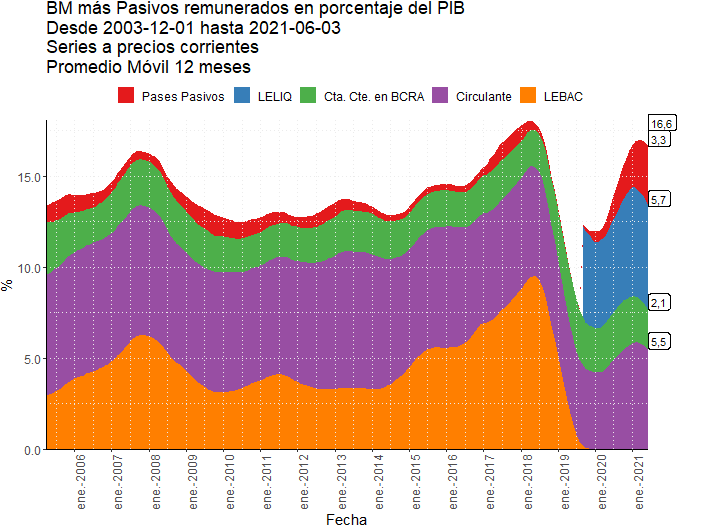 BM más Pasivos remunerados en porcentaje del PIB
Desde 2003-12-01 hasta 2021-06-03
Series a precios corrientes
Promedio Móvil 12 meses
Pases Pasivos LELIQ Cta. Cte. en BCRA Circulante LEBAC
16,6
3,3
5,7
2,1
5,5
15.0
10.0
5.0
0.0
%
ene.-2006
ene.-2007
ene.-2008
ene.-2009
ene.-2010
ene.-2011
ene.-2012
ene.-2013
ene.-2014
ene.-2015
ene.-2016
ene.-2017
ene.-2018
ene.-2019
ene.-2020
ene.-2021
Fecha